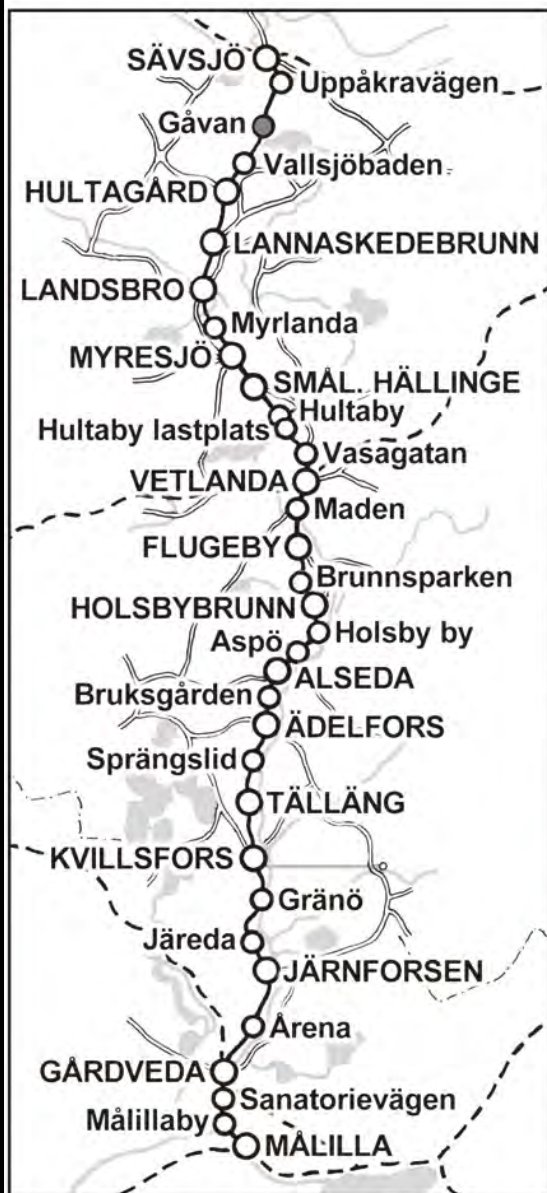 SÄVSJÖ
Uppåkravägen
Gåvan
Vallsjöbaden
HULTAGÅRD
LANNASKEDEBRUNN
LANDSBRO
Myrlanda
MYRESJÖ
SMÅL. HÄLLINGE
Hultaby
Hultaby lastplats
Vasagatan
VETLANDA
Maden
FLUGEBY
Brunnsparken
HOLSBYBRUNN
Holsby by
Aspö
ALSEDA
Bruksgården
ÄDELFORS
Sprängslid
TÄLLÄNG
KVILLSFORS
Gränö
Järeda
JÄRNFORSEN
Årena
GÅRDVEDA
Sanatorievägen
Målillaby
MÅLILLA